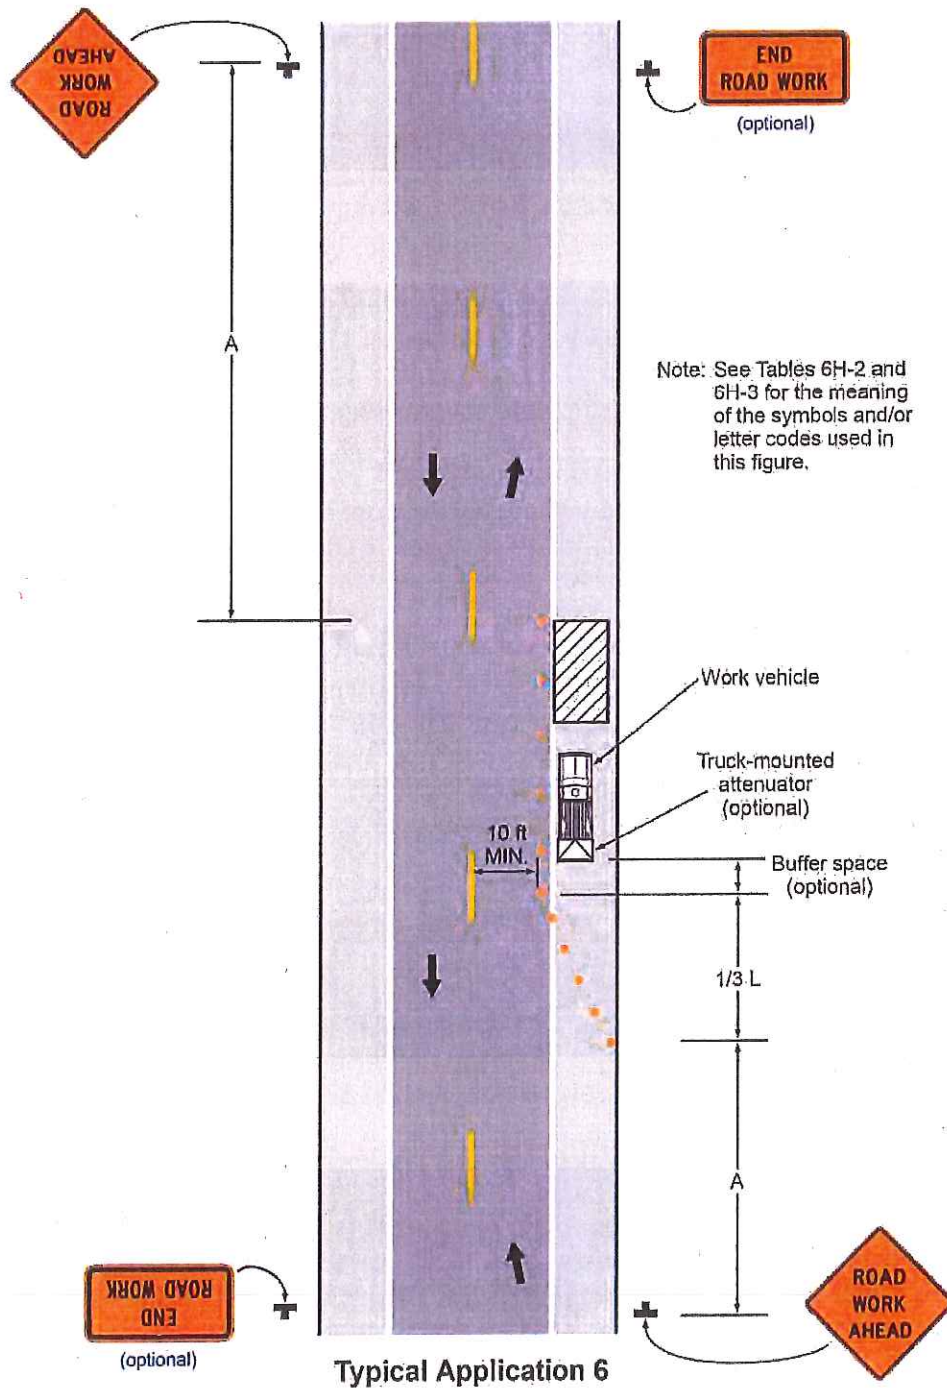 ROAD
WORK
AHEAD
END
ROAD WORK
(optional)
A
Note: See Tables 6H-2 and
6H-3 for the meaning
of the symbols and/or
letter codes used in
this figure.
Work vehicle
Truck-mounted
attenuator
(optional)
10 ft
MIN.
Buffer space
(optional)
1/3 L
A
END
ROAD WORK
(optional)
ROAD
WORK
AHEAD
Typical Application 6